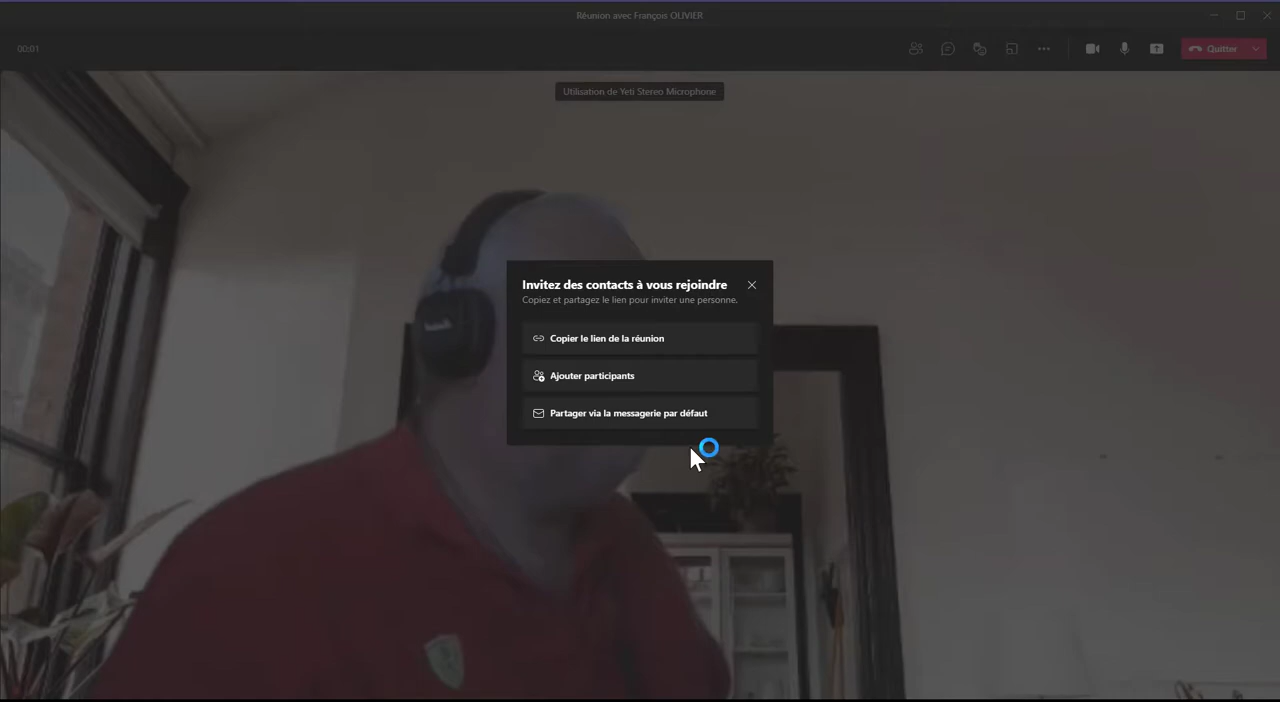 Réunion avec François OLIVIER
00:01
Quitter
Utilisation de Yeti Stereo Microphone
Invitez des contacts à vous rejoindre
Copiez et partagez le lien pour inviter une personne.
Copier le lien de la réunion
Ajouter participants
Partager via la messagerie par défaut